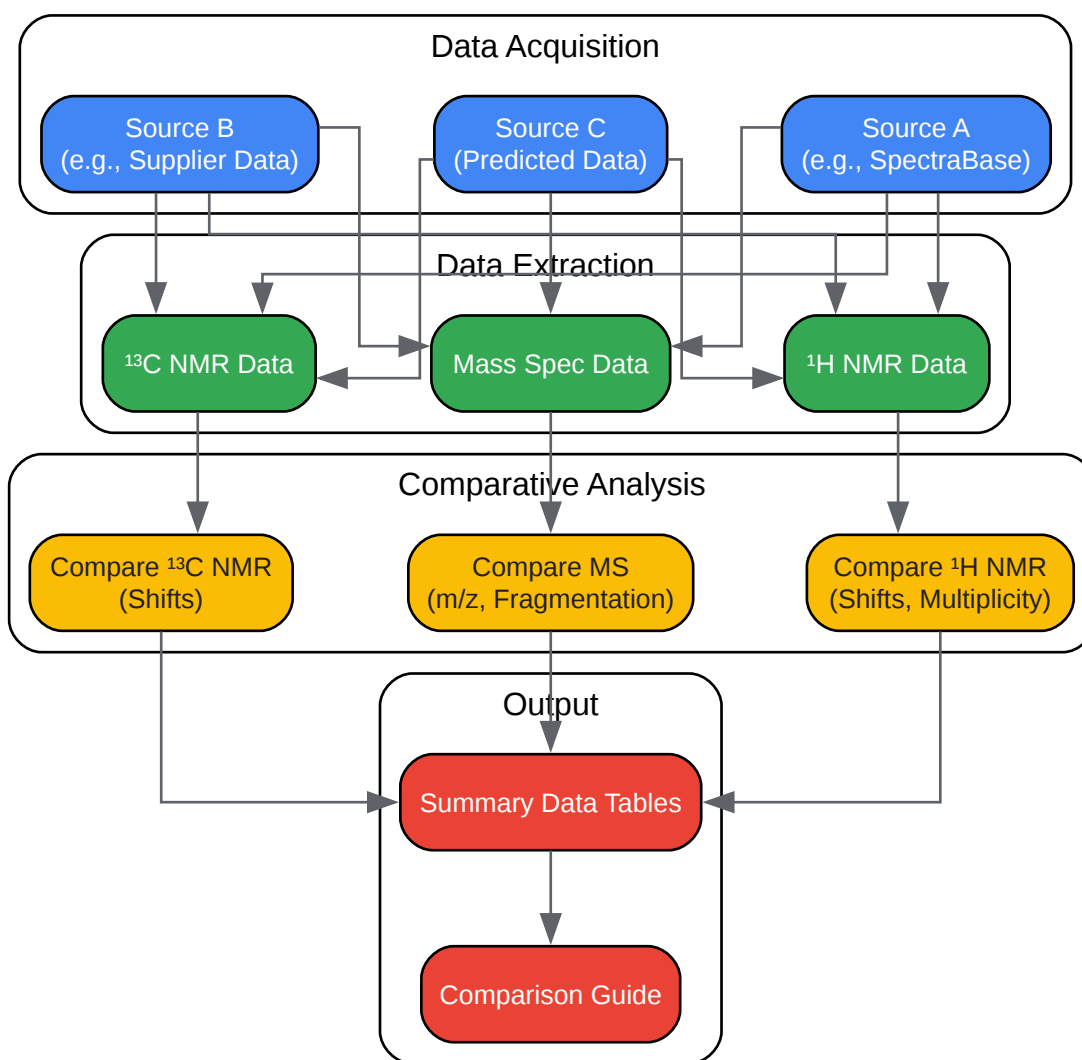 Data Acquisition
Source B
(e.g., Supplier Data)
Source C
(Predicted Data)
Source A
(e.g., SpectraBase)
Data Extraction
¹³C NMR Data
Mass Spec Data
¹H NMR Data
Comparative Analysis
Compare ¹³C NMR
(Shifts)
Compare MS
(m/z, Fragmentation)
Compare ¹H NMR
(Shifts, Multiplicity)
Output
Summary Data Tables
Comparison Guide